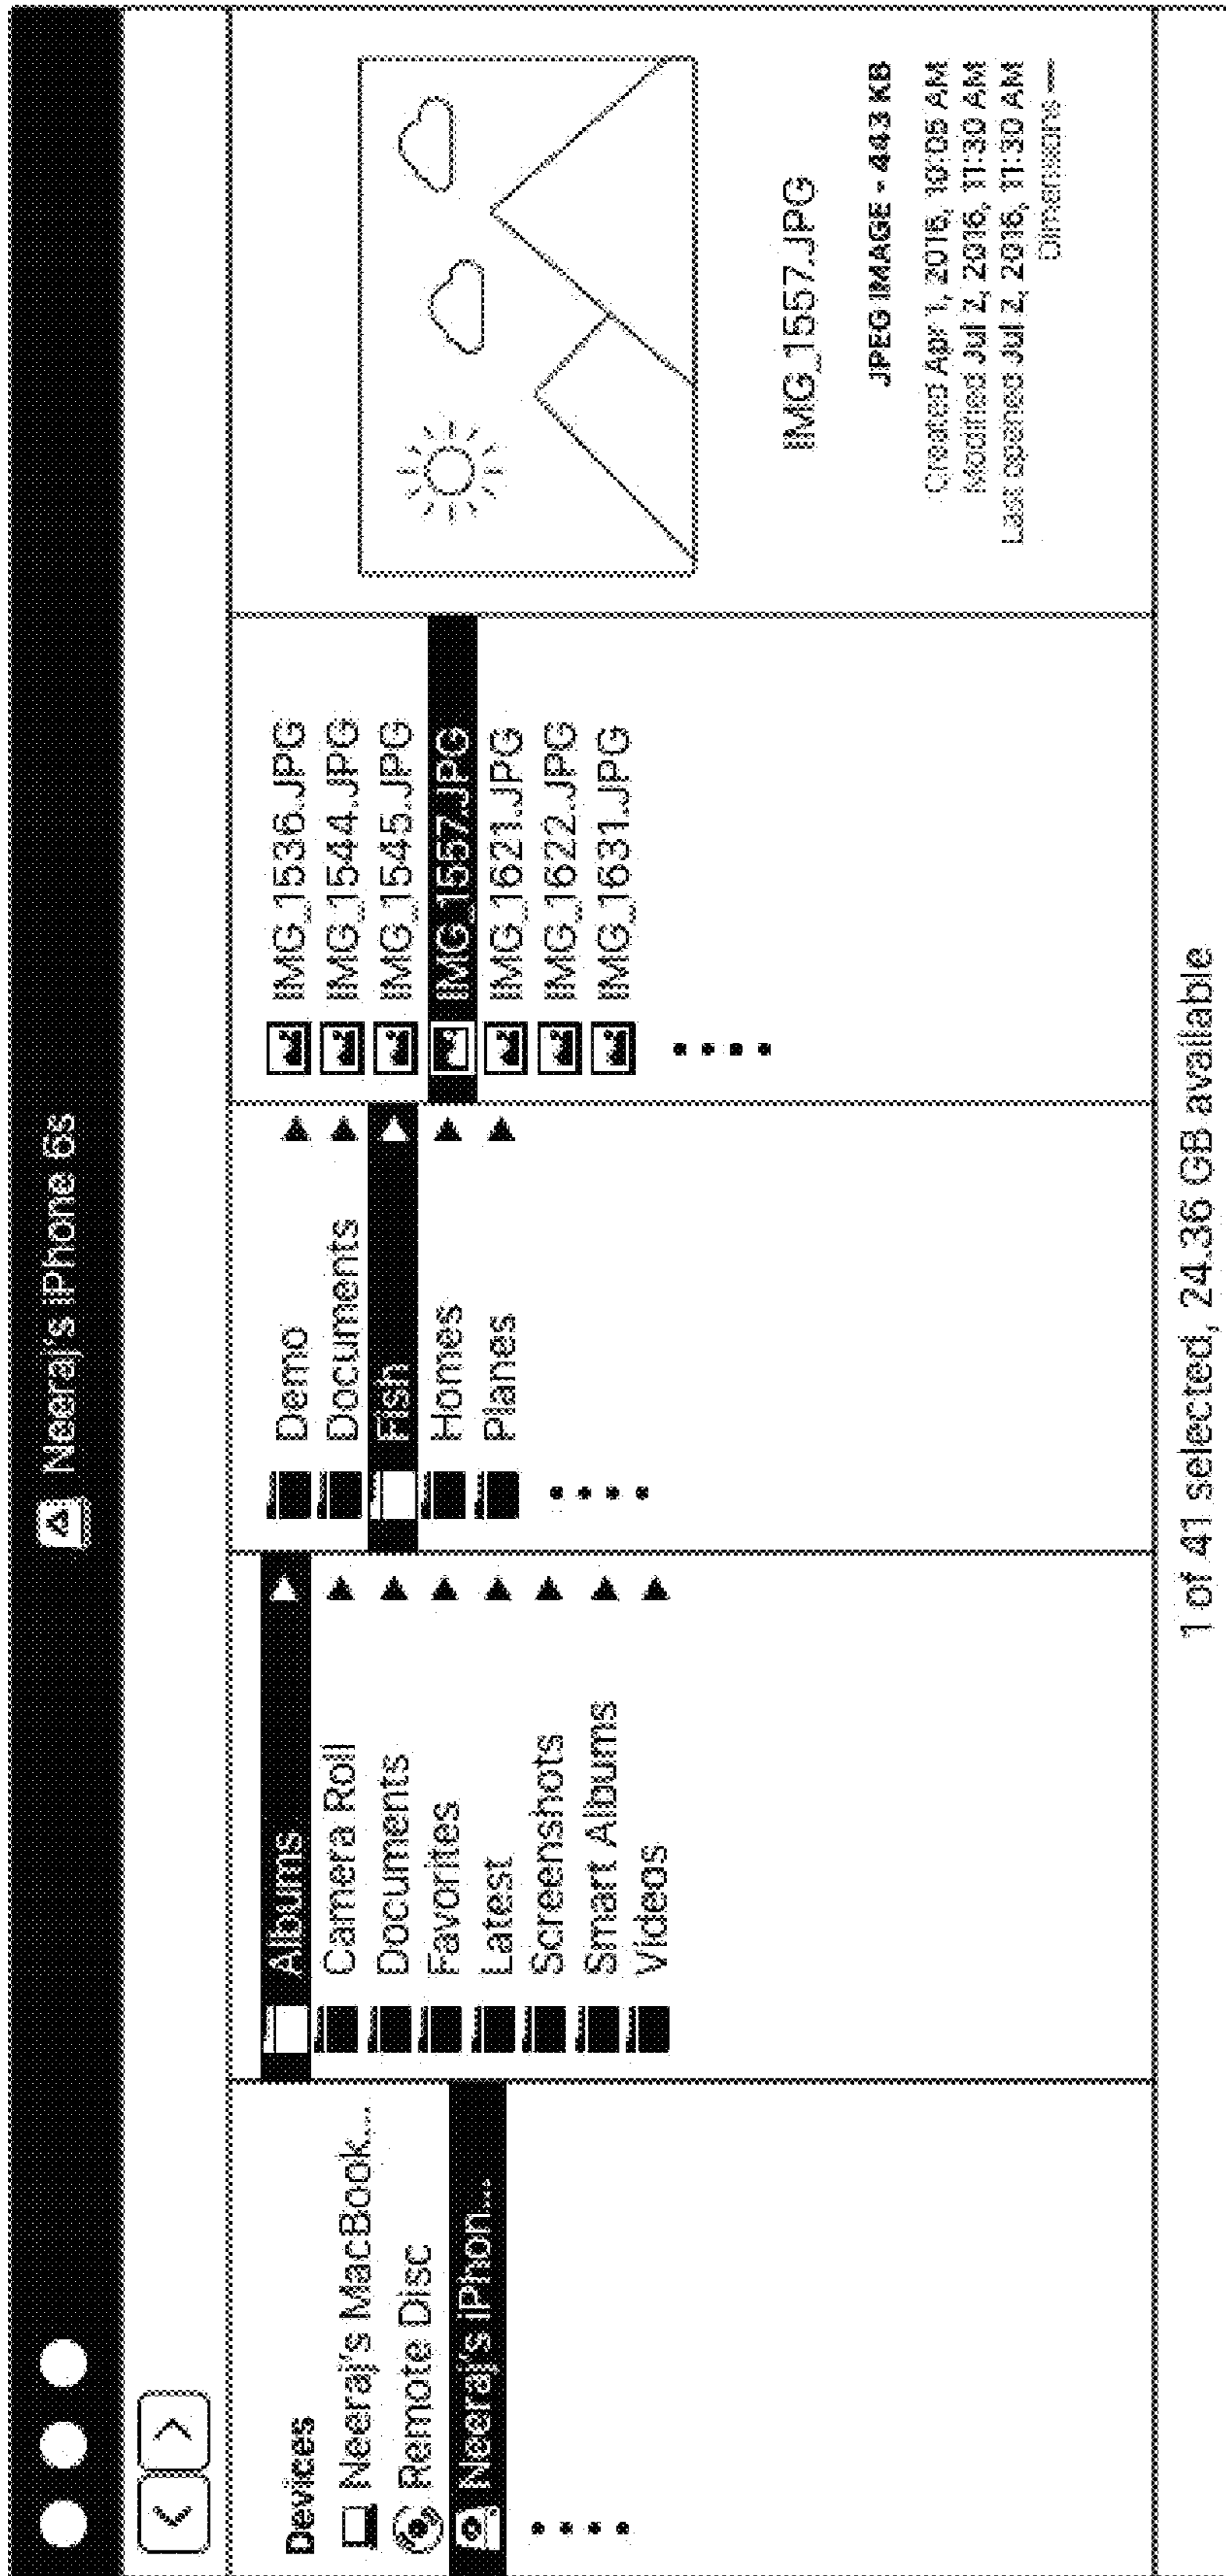 Neeraj's iPhone 6s
Devices
Neeraj's MacBook...
Remote Disc
Neeraj's iPhon...
Albums
Camera Roll
Documents
Favorites
Latest
Screenshots
Smart Albums
Videos
Demo
Documents
Fish
Homes
Planes
IMG_1536.JPG
IMG_1544.JPG
IMG_1545.JPG
IMG_1557.JPG
IMG_1621.JPG
IMG_1622.JPG
IMG_1631.JPG
IMG_1557.JPG
JPEG IMAGE - 443 KB
Created Apr 1, 2016, 10:05 AM
Modified Jul 2, 2016, 11:30 AM
Last opened Jul 2, 2016, 11:30 AM
Dimensions —
1 of 41 selected, 24.36 GB available